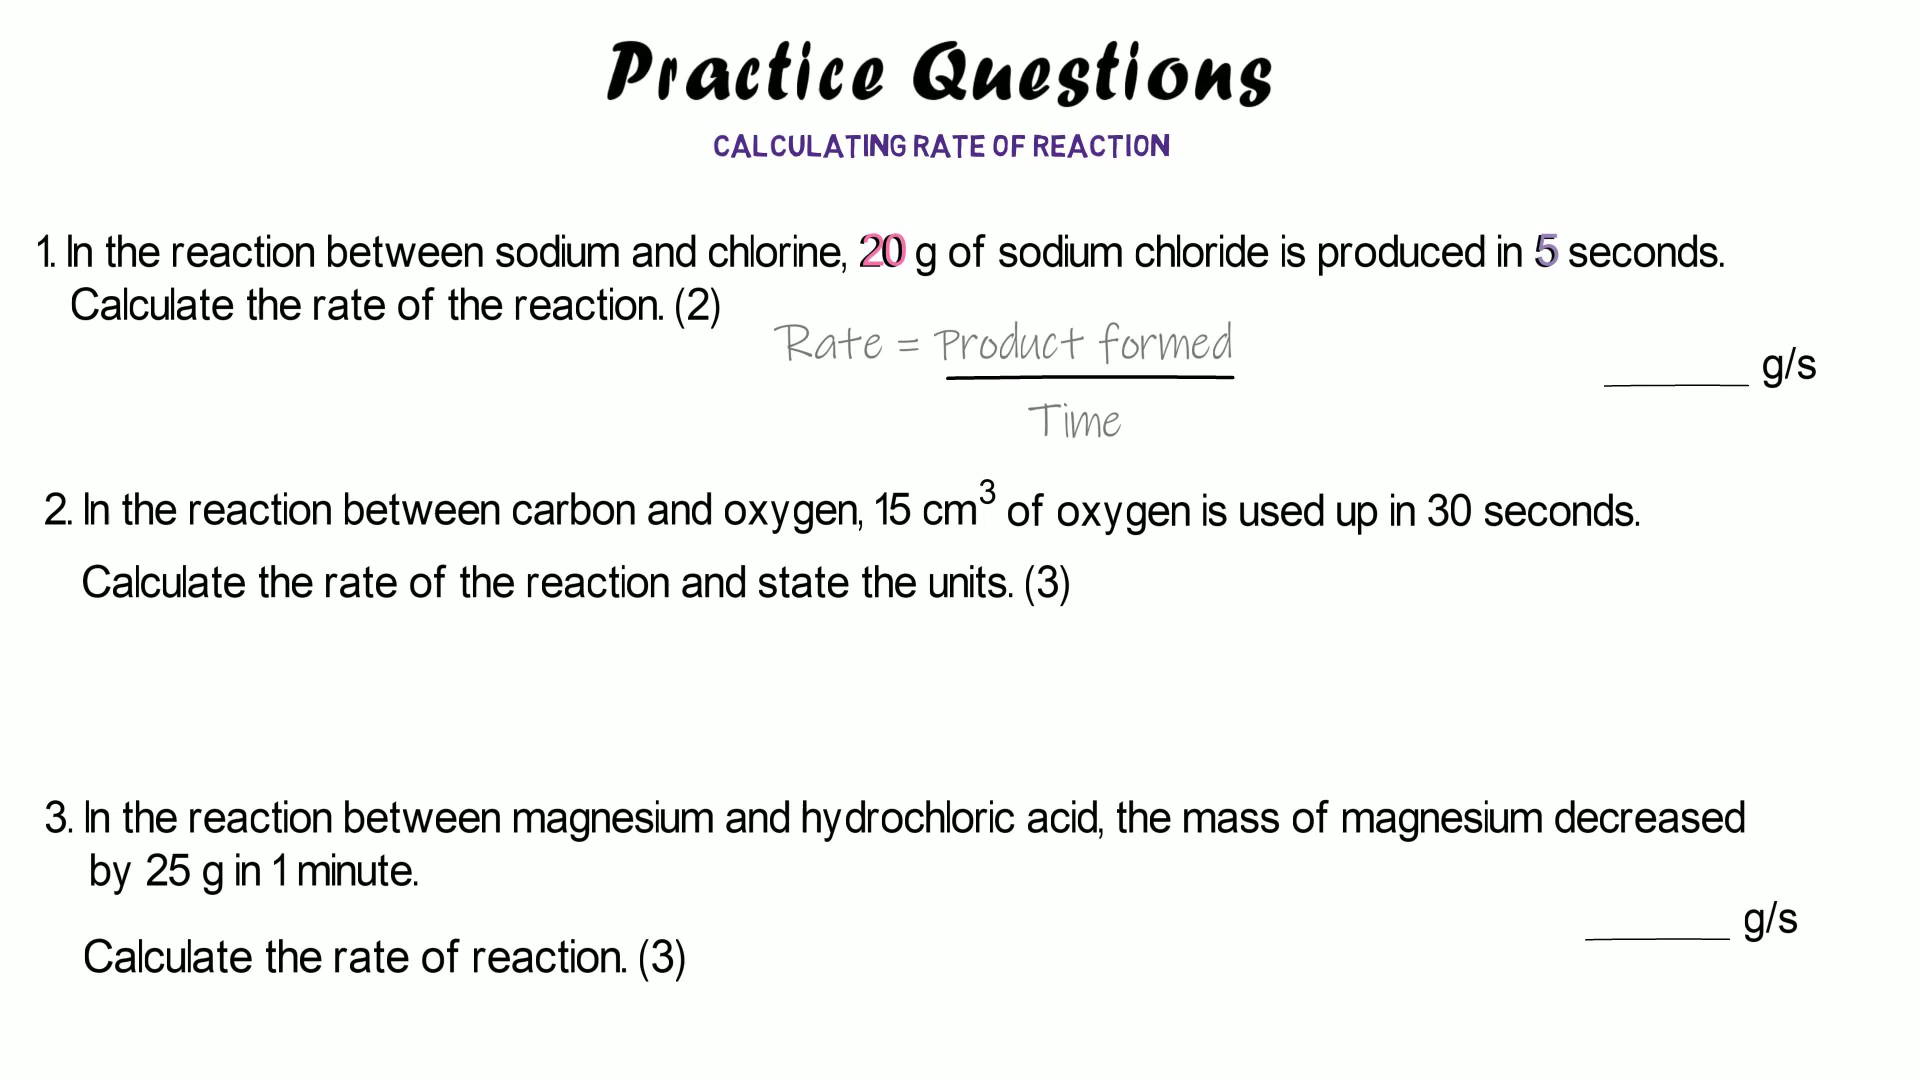 Practice Questions
CALCULATING RATE OF REACTION
1. In the reaction between sodium and chlorine, 20 g of sodium chloride is produced in 5 seconds.
Calculate the rate of the reaction. (2)
Rate = Product formed
Time
g/s
2. In the reaction between carbon and oxygen, 15 cm³ of oxygen is used up in 30 seconds.
Calculate the rate of the reaction and state the units. (3)
3. In the reaction between magnesium and hydrochloric acid, the mass of magnesium decreased
by 25 g in 1 minute.
g/s
Calculate the rate of reaction. (3)